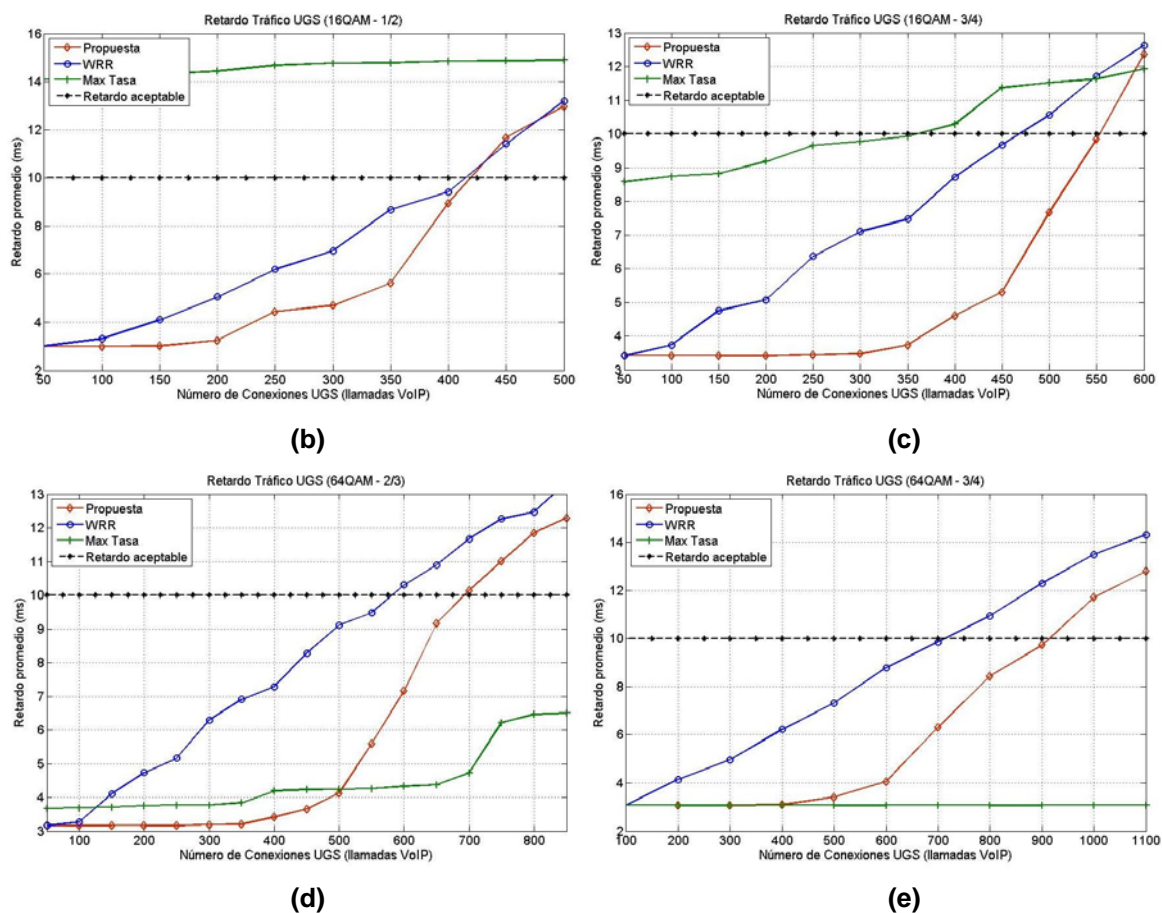 Retardo Tráfico UGS (16QAM - 1/2)
Propuesta
WRR
Max Tasa
Retardo aceptable
16
14
12
10
8
6
4
2
Retardo promedio (ms)
50 100 150 200 250 300 350 400 450 500
Número de Conexiones UGS (llamadas VoIP)
(b)
Retardo Tráfico UGS (16QAM - 3/4)
Propuesta
WRR
Max Tasa
Retardo aceptable
13
12
11
10
9
8
7
6
5
4
3
Retardo promedio (ms)
50 100 150 200 250 300 350 400 450 500 550 600
Número de Conexiones UGS (llamadas VoIP)
(c)
Retardo Tráfico UGS (64QAM - 2/3)
Propuesta
WRR
Max Tasa
Retardo aceptable
13
12
11
10
9
8
7
6
5
4
3
Retardo promedio (ms)
100 200 300 400 500 600 700 800
Número de Conexiones UGS (llamadas VoIP)
(d)
Retardo Tráfico UGS (64QAM - 3/4)
Propuesta
WRR
Max Tasa
Retardo aceptable
16
14
12
10
8
6
4
2
Retardo promedio (ms)
100 200 300 400 500 600 700 800 900 1000 1100
Número de Conexiones UGS (llamadas VoIP)
(e)